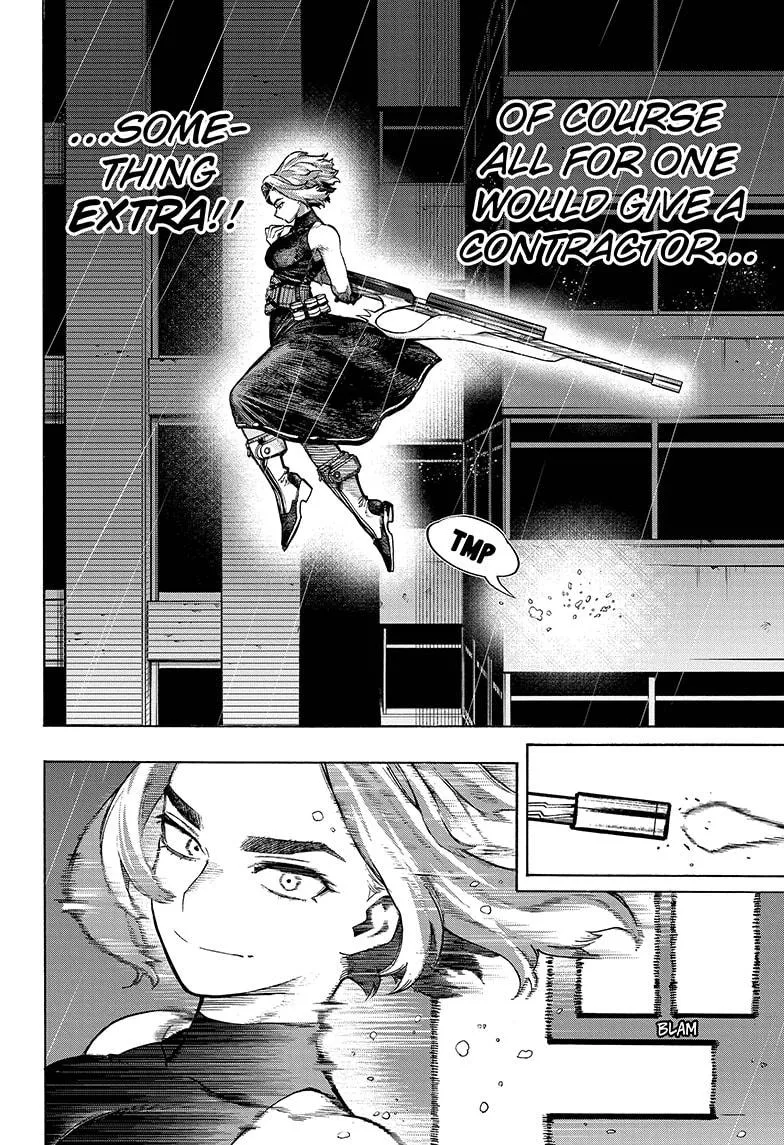 OF COURSE
ALL FOR ONE
WOULD GIVE A
CONTRACTOR...
...SOME-
THING
EXTRA!!
TMP
BLAM